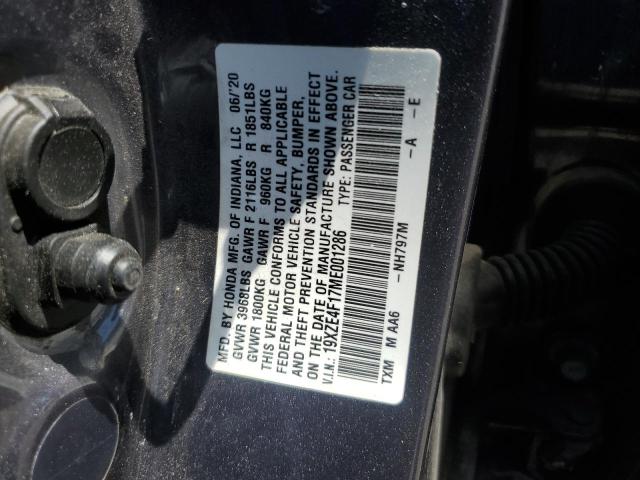 MFD. BY HONDA MFG. OF INDIANA, LLC 06/'20
GVWR 3968LBS GAWR F 2116LBS R 1851LBS
GVWR 1800KG GAWR F 960KG R 840KG
THIS VEHICLE CONFORMS TO ALL APPLICABLE
FEDERAL MOTOR VEHICLE SAFETY, BUMPER,
AND THEFT PREVENTION STANDARDS IN EFFECT
ON THE DATE OF MANUFACTURE SHOWN ABOVE.
V.I.N.: 19XZE4F17ME001286 TYPE: PASSENGER CAR
TXM M AA6 -NH797M -A -E